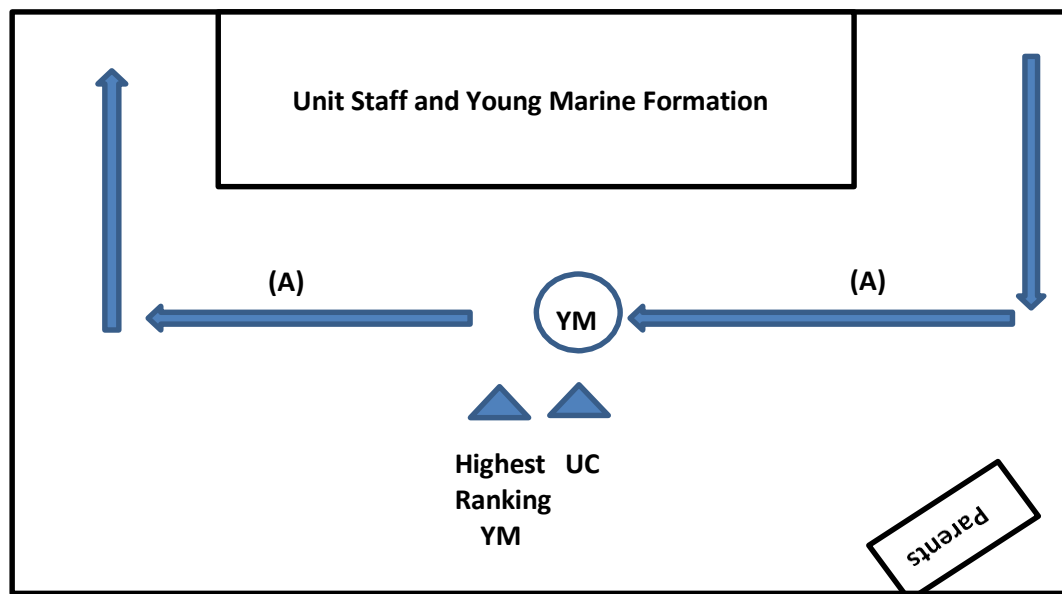 Unit Staff and Young Marine Formation
(A)
(A)
YM
Highest UC
Ranking
YM
Parents